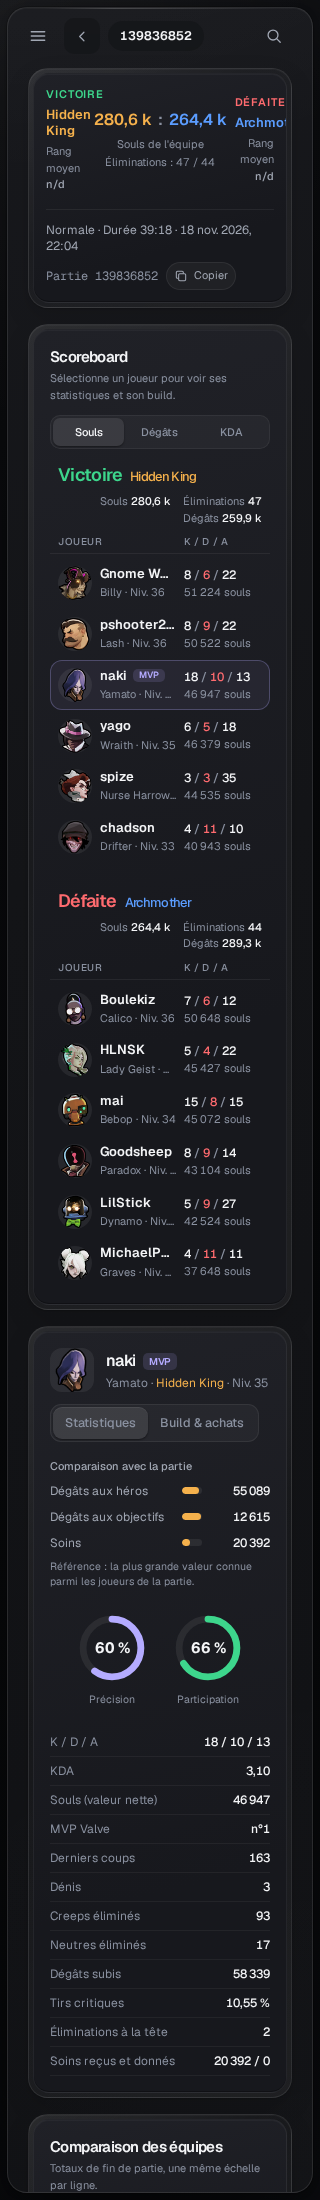 139836852
VICTOIRE
Hidden King
280,6 k : 264,4 k
DÉFAITE
Archmot
Rang moyen
n/d
Souls de l'équipe
Éliminations : 47 / 44
Rang moyen
n/d
Normale · Durée 39:18 · 18 nov. 2026,
22:04
Partie 139836852
Copier
Scoreboard
Sélectionne un joueur pour voir ses
statistiques et son build.
Souls Dégâts KDA
Victoire Hidden King
Souls 280,6 k Éliminations 47
Dégâts 259,9 k
JOUEUR K / D / A
Gnome W... 8 / 6 / 22
Billy · Niv. 36 51 224 souls
pshooter2... 8 / 9 / 22
Lash · Niv. 36 50 522 souls
naki MVP 18 / 10 / 13
Yamato · Niv. ... 46 947 souls
yago 6 / 5 / 18
Wraith · Niv. 35 46 379 souls
spize 3 / 3 / 35
Nurse Harrow... 44 535 souls
chadson 4 / 11 / 10
Drifter · Niv. 33 40 943 souls
Défaite Archmother
Souls 264,4 k Éliminations 44
Dégâts 289,3 k
JOUEUR K / D / A
Boulekiz 7 / 6 / 12
Calico · Niv. 36 50 648 souls
HLNSK 5 / 4 / 22
Lady Geist · ... 45 427 souls
mai 15 / 8 / 15
Bebop · Niv. 34 45 072 souls
Goodsheep 8 / 9 / 14
Paradox · Niv. ... 43 104 souls
LilStick 5 / 9 / 27
Dynamo · Niv.... 42 524 souls
MichaelP... 4 / 11 / 11
Graves · Niv. ... 37 648 souls
naki MVP
Yamato · Hidden King · Niv. 35
Statistiques Build & achats
Comparaison avec la partie
Dégâts aux héros 55 089
Dégâts aux objectifs 12 615
Soins 20 392
Référence : la plus grande valeur connue
parmi les joueurs de la partie.
60 % 66 %
Précision Participation
K / D / A 18 / 10 / 13
KDA 3,10
Souls (valeur nette) 46 947
MVP Valve n°1
Derniers coups 163
Dénis 3
Creeps éliminés 93
Neutres éliminés 17
Dégâts subis 58 339
Tirs critiques 10,55 %
Éliminations à la tête 2
Soins reçus et donnés 20 392 / 0
Comparaison des équipes
Totaux de fin de partie, une même échelle
par ligne.